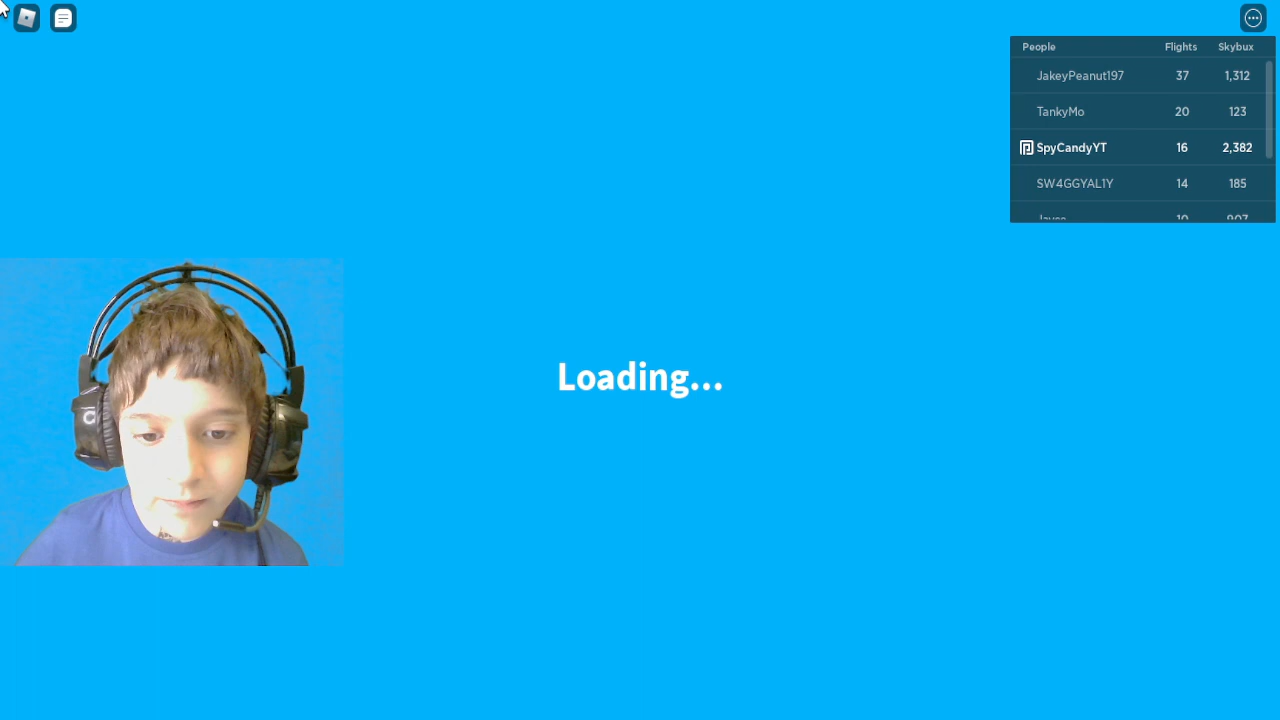 People Flights Skybux
JakeyPeanut197 37 1,312
TankyMo 20 123
SpyCandyYT 16 2,382
SW4GGYAL1Y 14 185
Loading...